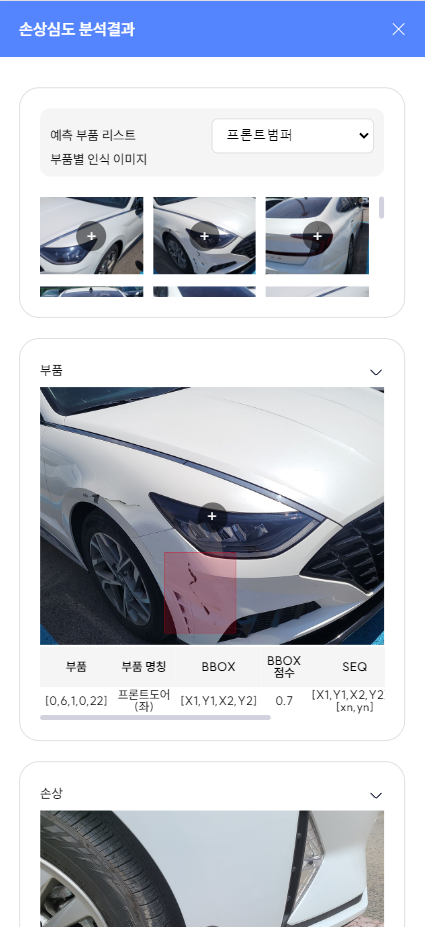 손상심도 분석결과
예측 부품 리스트
프론트범퍼
부품별 인식 이미지
+ + +
부품
+
부품 부품 명칭 BBOX BBOX 점수 SEQ
[0,6,1,0,22] 프론트도어 (좌) [X1,Y1,X2,Y2] 0.7 [X1,Y1,X2,Y2 [xn,yn]
손상